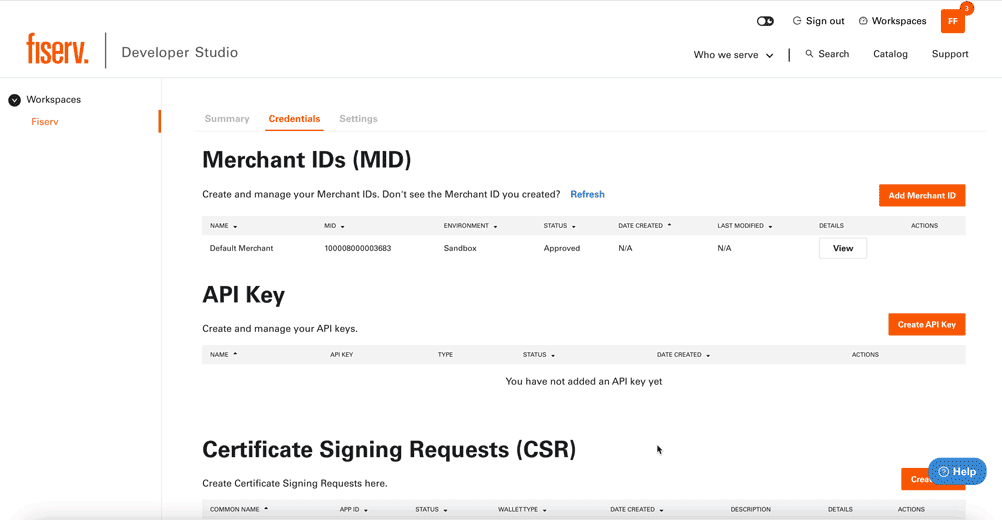 3
Sign out Workspaces FF
fiserv. Developer Studio
Who we serve Search Catalog Support
Workspaces
Fiserv
Summary Credentials Settings
Merchant IDs (MID)
Create and manage your Merchant IDs. Don't see the Merchant ID you created? Refresh Add Merchant ID
NAME MID ENVIRONMENT STATUS DATE CREATED LAST MODIFIED DETAILS ACTIONS
Default Merchant 100008000003683 Sandbox Approved N/A N/A View
API Key
Create and manage your API keys. Create API Key
NAME API KEY TYPE STATUS DATE CREATED ACTIONS
You have not added an API key yet
Certificate Signing Requests (CSR)
Create Certificate Signing Requests here. Help
COMMON NAME APP ID STATUS WALLETTYPE DATE CREATED DESCRIPTION DETAILS ACTIONS